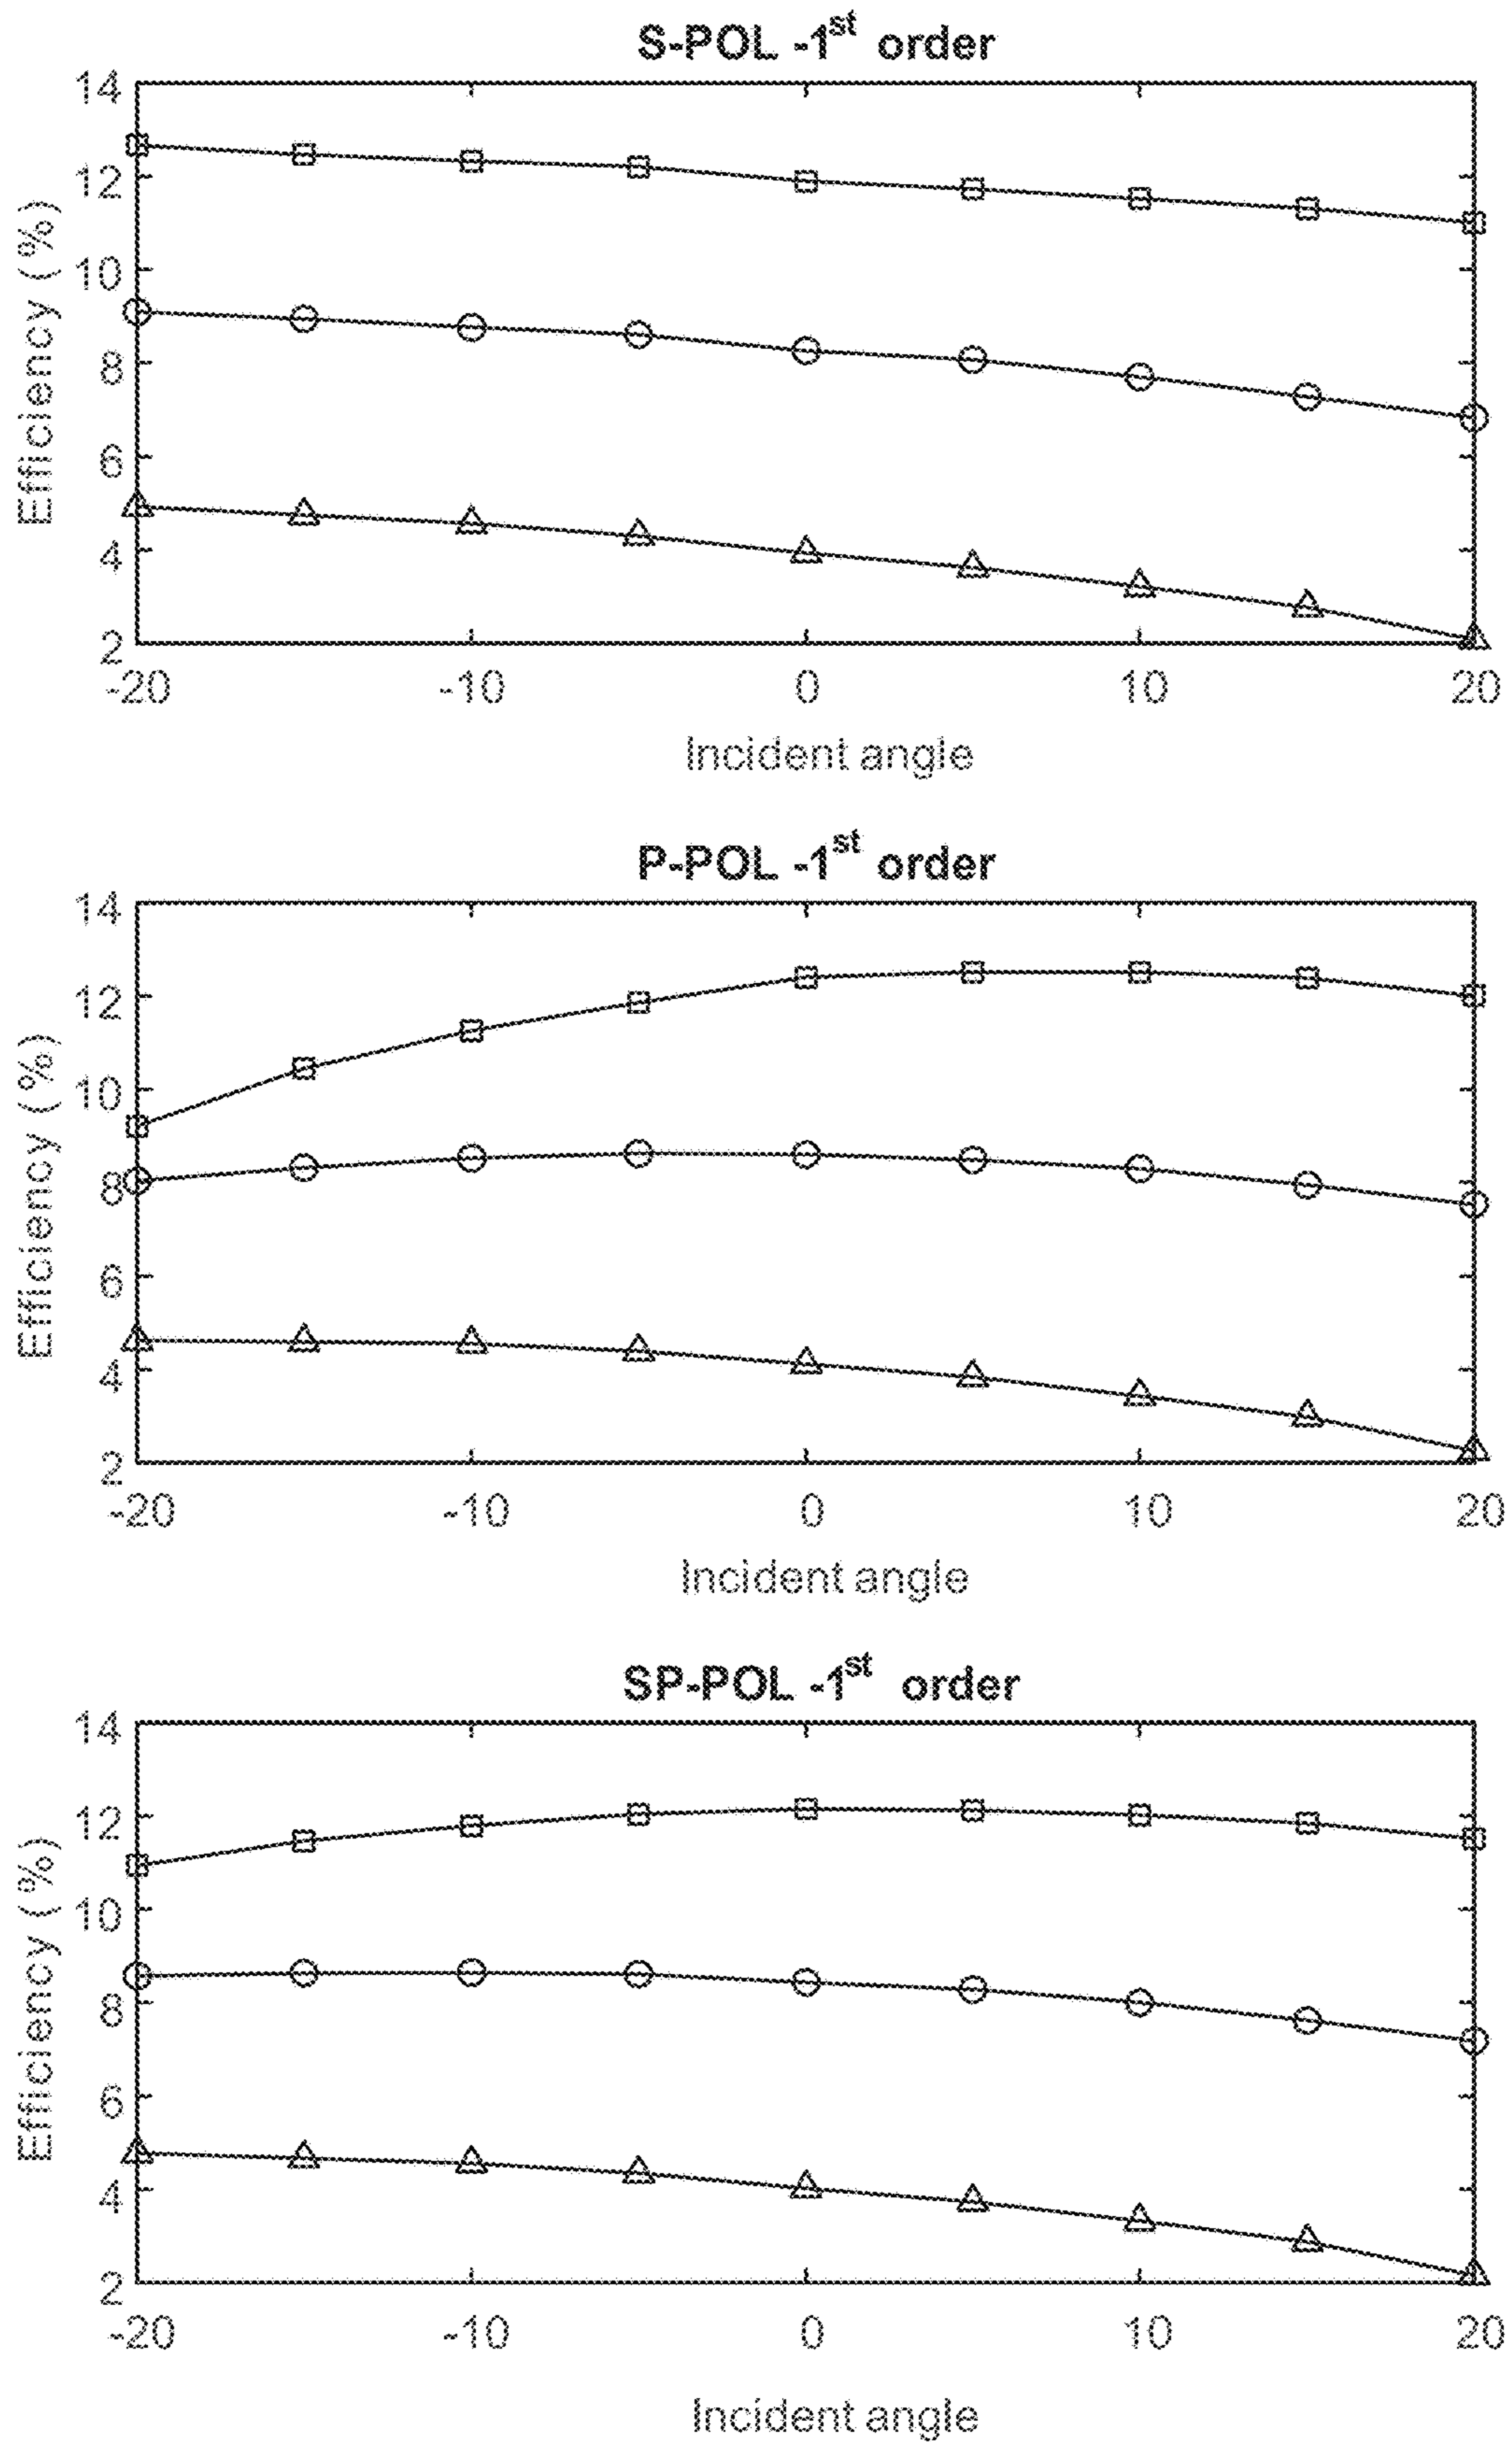 S-POL -1st order
14
12
10
8
6
4
2
Efficiency (%)
-20 -10 0 10 20
Incident angle
P-POL -1st order
14
12
10
8
6
4
2
Efficiency (%)
-20 -10 0 10 20
Incident angle
SP-POL -1st order
14
12
10
8
6
4
2
Efficiency (%)
-20 -10 0 10 20
Incident angle